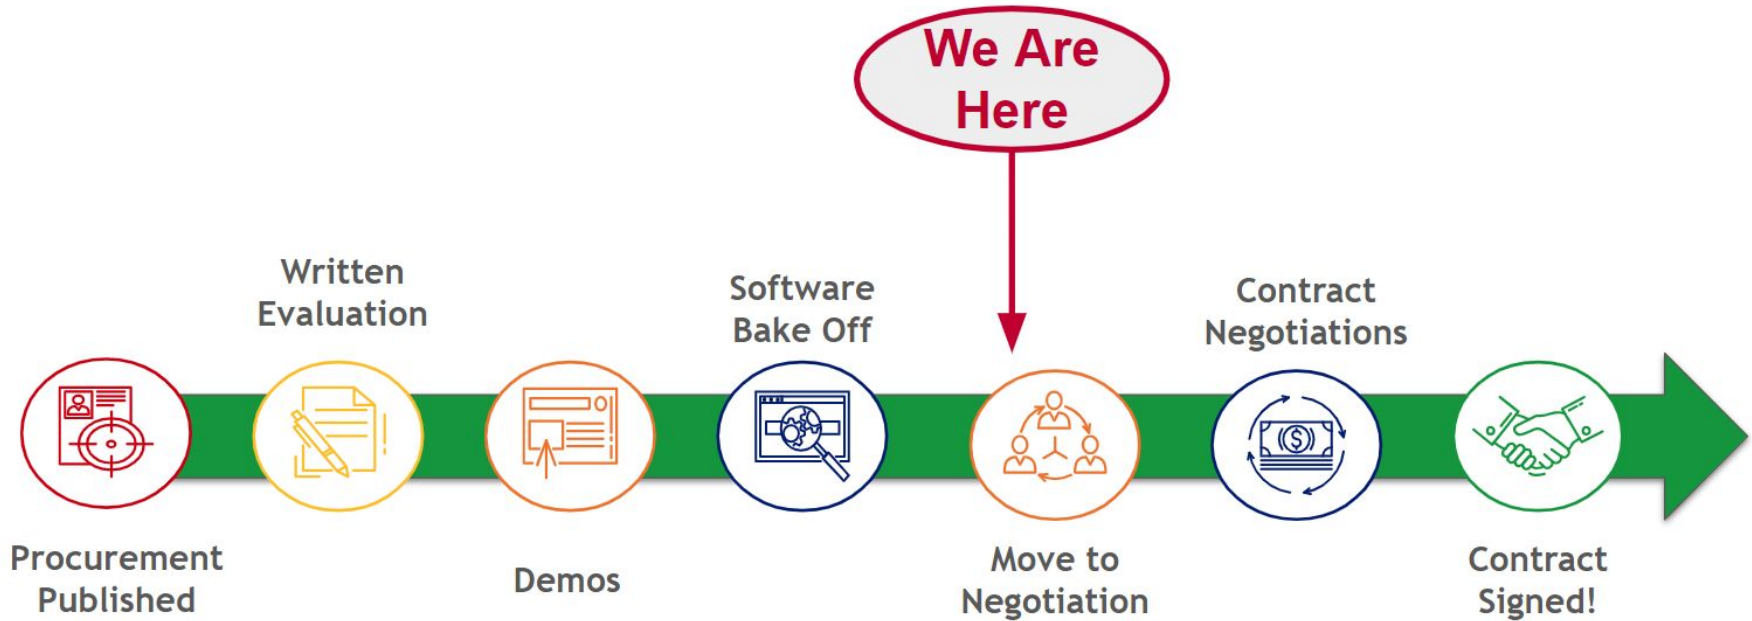 We Are
Here
Written
Evaluation
Software
Bake Off
Contract
Negotiations
Procurement
Published
Demos
Move to
Negotiation
Contract
Signed!